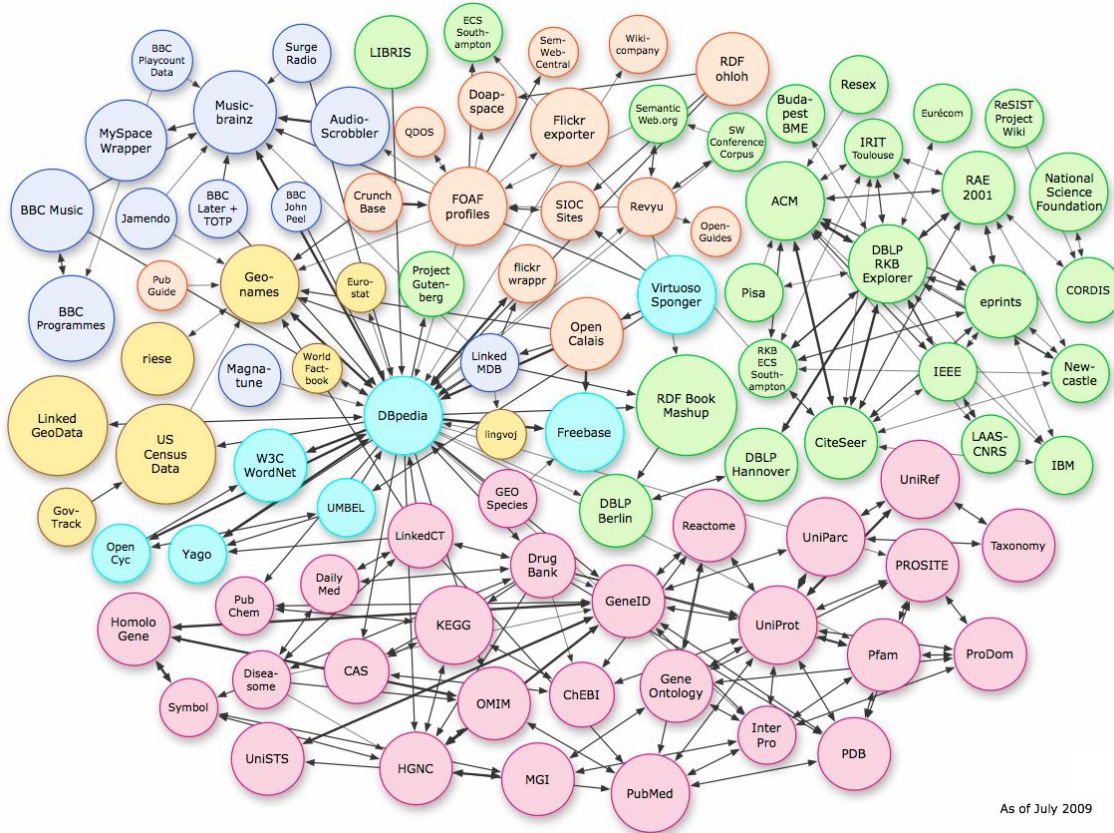 BBC
Playcount
Data
Surge
Radio
LIBRIS
ECS
South-
ampton
Sem-
Web-
Central
Wiki-
company
RDF
ohloh
Music-
brainz
Audio-
Scrobbler
Doap-
space
Flickr
exporter
Semantic
Web.org
Buda-
pest
BME
Resex
Eurécom
ReSIST
Project
Wiki
MySpace
Wrapper
QDOS
SW
Conference
Corpus
IRIT
Toulouse
RAE
2001
National
Science
Foundation
BBC Music
Jamendo
BBC
Later +
TOTP
BBC
John
Peel
Crunch
Base
FOAF
profiles
SIOC
Sites
Revyu
Open-
Guides
ACM
DBLP
RKB
Explorer
BBC
Programmes
Pub
Guide
Geo-
names
Euro-
stat
Project
Guten-
berg
flickr
wrappr
Virtuoso
Sponger
Pisa
eprints
CORDIS
riese
Magna-
tune
World
Fact-
book
Linked
MDB
Open
Calais
RKB
ECS
South-
ampton
IEEE
New-
castle
Linked
GeoData
US
Census
Data
DBpedia
lingvoj
Freebase
RDF Book
Mashup
DBLP
Hannover
CiteSeer
LAAS-
CNRS
IBM
W3C
WordNet
Gov-
Track
Open
Cyc
Yago
UMBEL
GEO
Species
DBLP
Berlin
Reactome
UniParc
UniRef
Taxonomy
LinkedCT
Drug
Bank
PROSITE
Homolo
Gene
Pub
Chem
Daily
Med
KEGG
GeneID
UniProt
Pfam
ProDom
Symbol
Disea-
some
CAS
OMIM
ChEBI
Gene
Ontology
Inter
Pro
PDB
UniSTS
HGNC
MGI
PubMed
As of July 2009